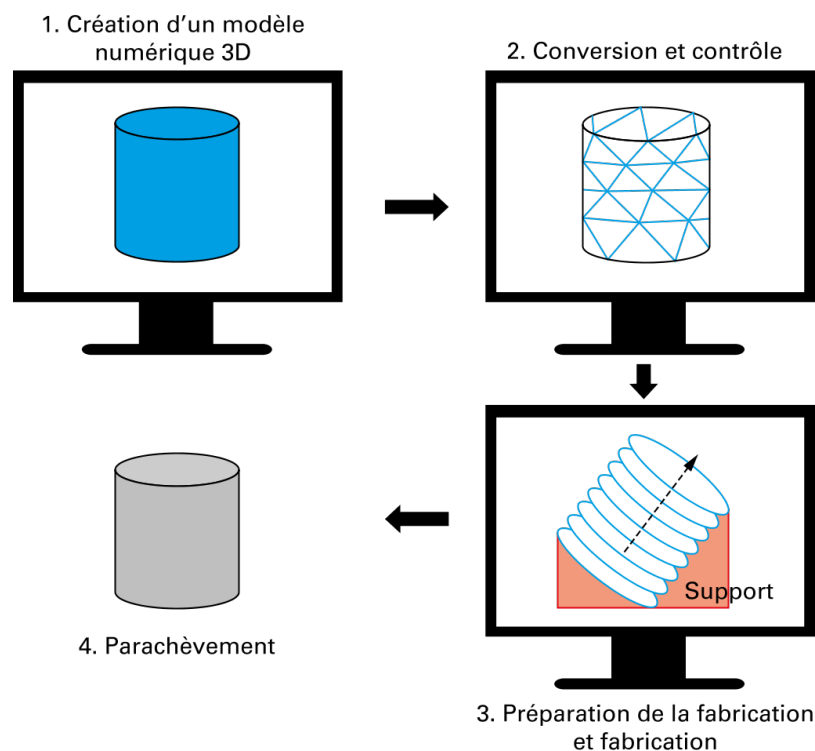 1. Création d’un modèle
numérique 3D
2. Conversion et contrôle
Support
3. Préparation de la fabrication
et fabrication
4. Parachèvement